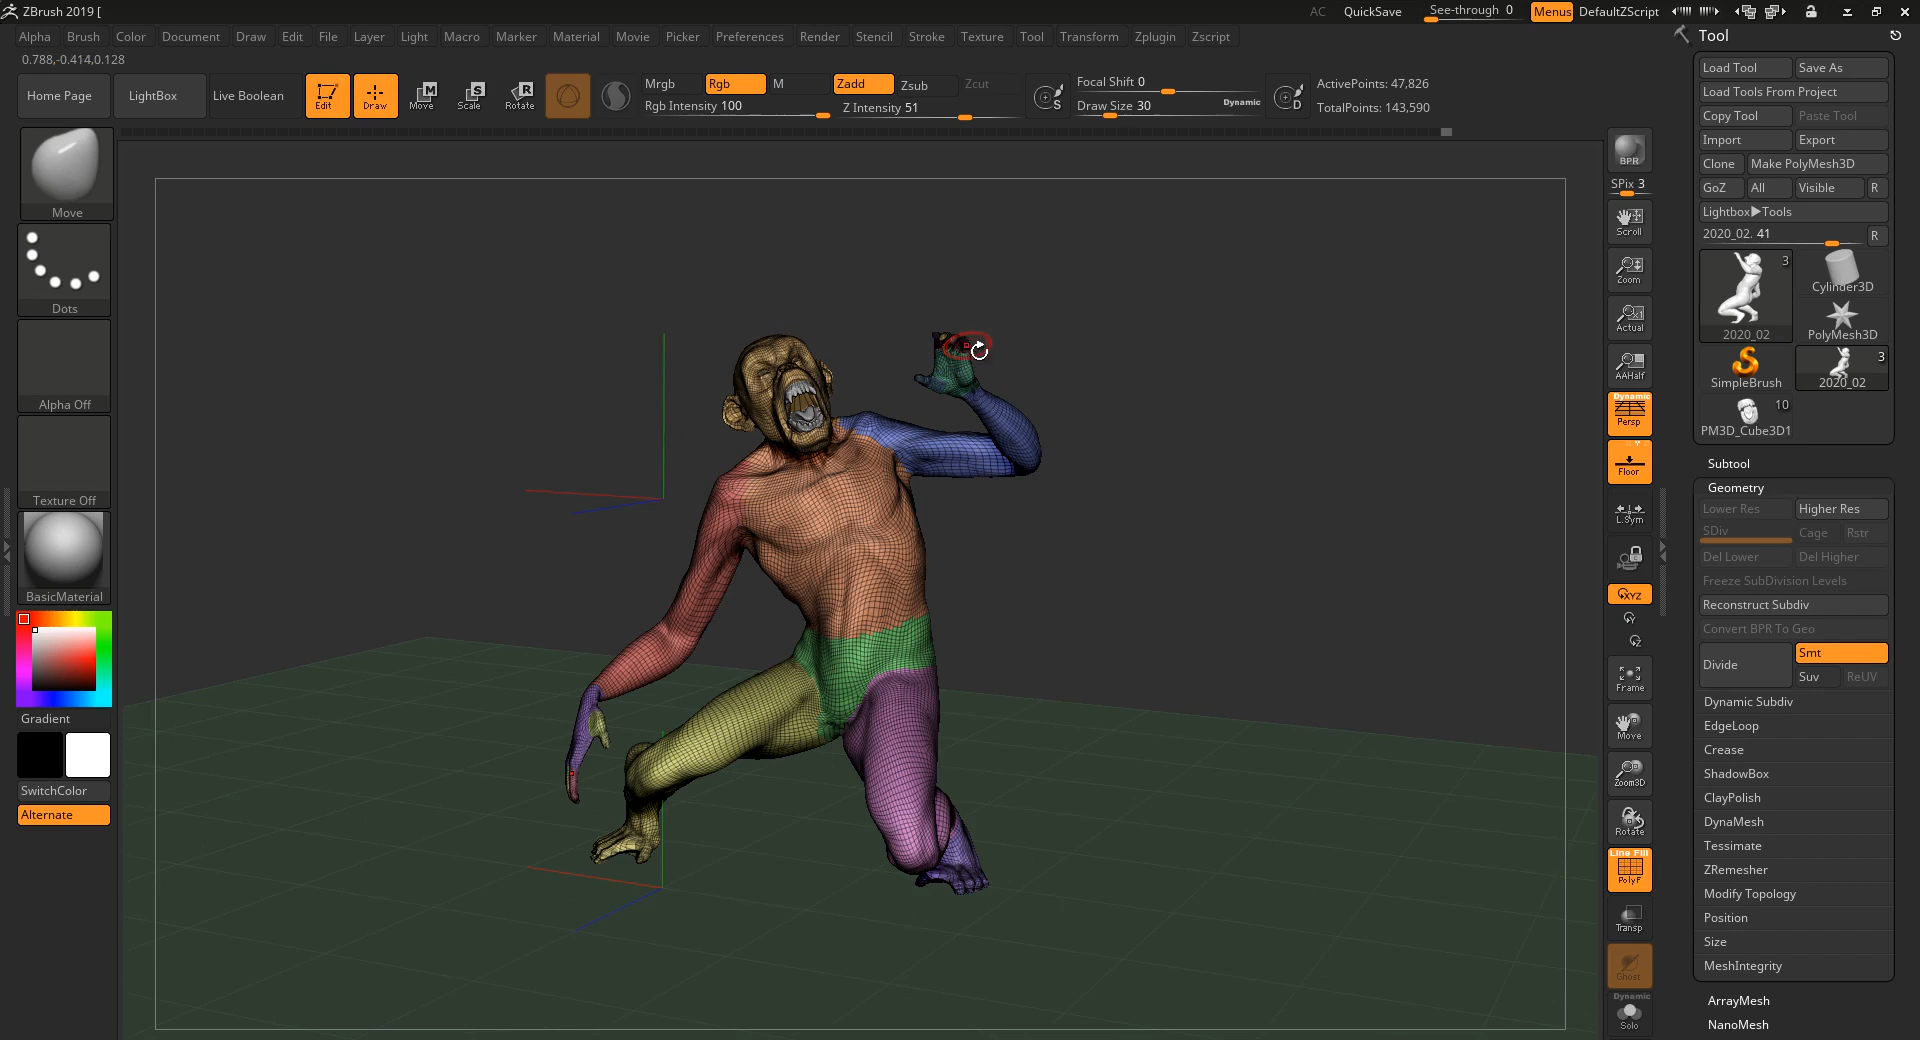 ZBrush 2019 [
AC QuickSave See-through 0 Menus DefaultZScript
Alpha Brush Color Document Draw Edit File Layer Light Macro Marker Material Movie Picker Preferences Render Stencil Stroke Texture Tool Transform Zplugin Zscript
0.788,-0.414,0.128
Home Page LightBox Live Boolean Edit Draw Move Scale Rotate
M S R
Mrgb Rgb M Zadd Zsub Zcut
Rgb Intensity 100 Z Intensity 51
S
Focal Shift 0
Draw Size 30 Dynamic
D
ActivePoints: 47,826
TotalPoints: 143,590
Move
Dots
Alpha Off
Texture Off
BasicMaterial
Gradient
SwitchColor
Alternate
BPR
SPix 3
Scroll
Zoom
Actual
AAHalf
Dynamic
Persp
Floor
L.Sym
XYZ
Y
Z
Frame
Move
Zoom3D
Rotate
Line Fill
PolyF
Transp
Ghost
Dynamic
Solo
Tool
Load Tool Save As
Load Tools From Project
Copy Tool Paste Tool
Import Export
Clone Make PolyMesh3D
GoZ All Visible R
Lightbox▶Tools
2020_02. 41 R
3
2020_02
Cylinder3D
PolyMesh3D
SimpleBrush
3
2020_02
10
PM3D_Cube3D1
Subtool
Geometry
Lower Res Higher Res
SDiv Cage Rstr
Del Lower Del Higher
Freeze SubDivision Levels
Reconstruct Subdiv
Convert BPR To Geo
Divide Smt
Suv ReUV
Dynamic Subdiv
EdgeLoop
Crease
ShadowBox
ClayPolish
DynaMesh
Tessimate
ZRemesher
Modify Topology
Position
Size
MeshIntegrity
ArrayMesh
NanoMesh